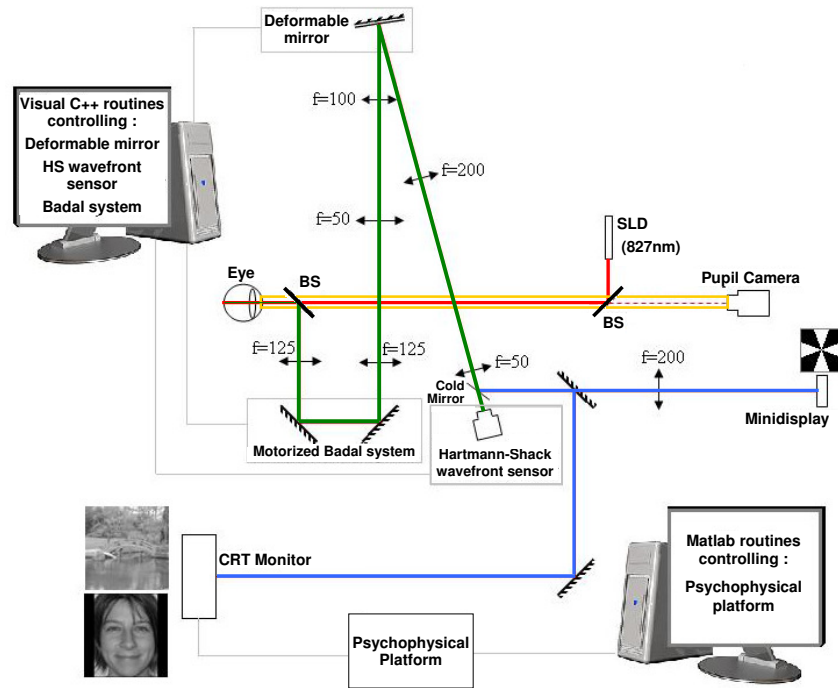 Deformable
mirror
Visual C++ routines
controlling :
Deformable mirror
HS wavefront
sensor
Badal system
f=100
f=200
f=50
SLD
(827nm)
Eye
BS
Pupil Camera
BS
f=125
f=125
f=50
f=200
Cold
Mirror
Minidisplay
Motorized Badal system
Hartmann-Shack
wavefront sensor
CRT Monitor
Matlab routines
controlling :
Psychophysical
platform
Psychophysical
Platform